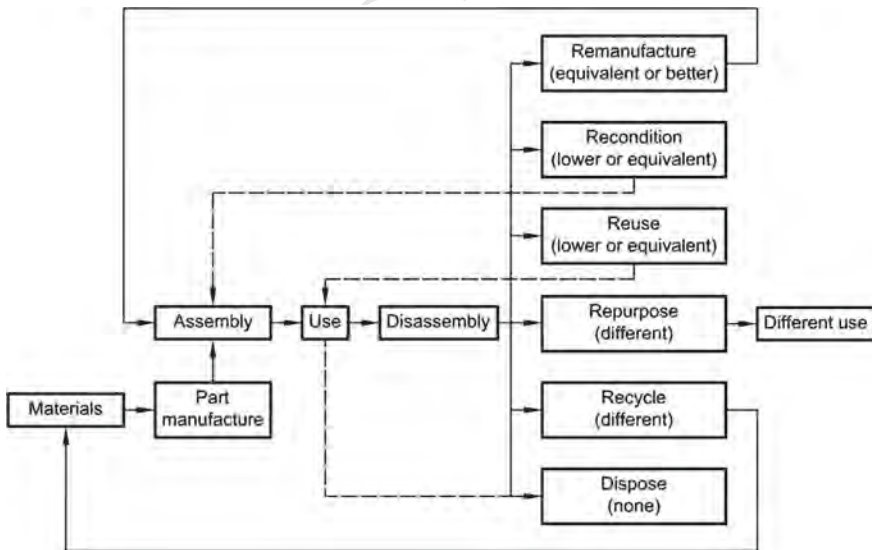 Remanufacture
(equivalent or better)
Recondition
(lower or equivalent)
Reuse
(lower or equivalent)
Assembly
Use
Disassembly
Repurpose
(different)
Different use
Materials
Part
manufacture
Recycle
(different)
Dispose
(none)